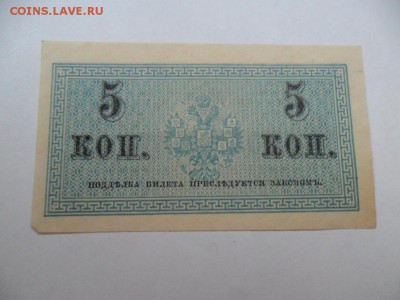 COINS.LAVE.RU
5 5
КОП. КОП.
ПОДДѢЛКА БИЛЕТА ПРЕСЛѢДУЕТСЯ ЗАКОНОМЪ.